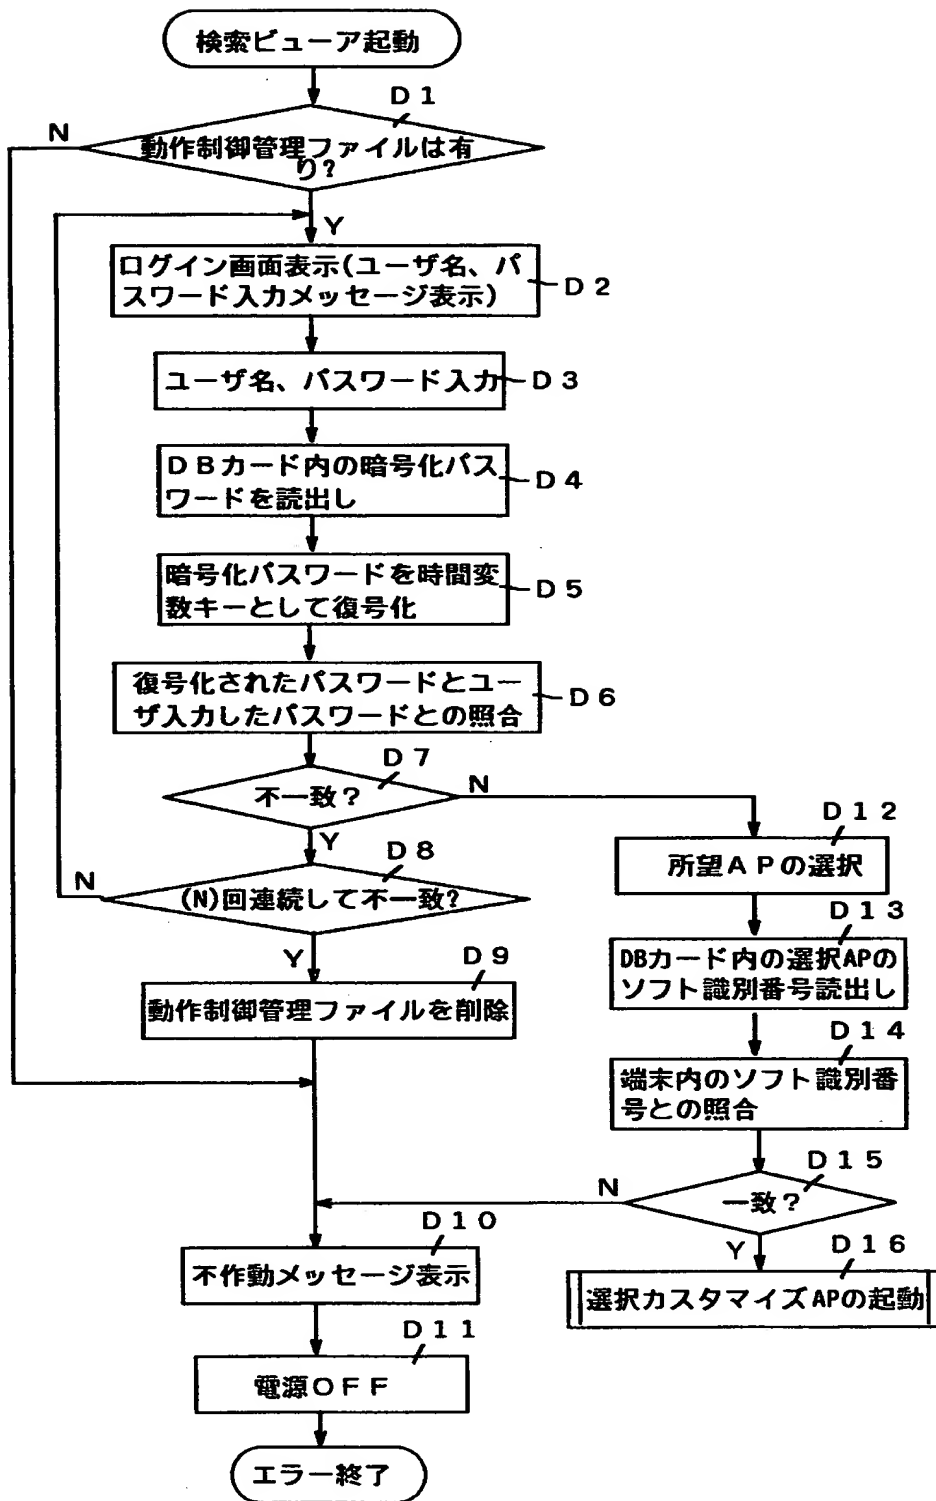 検索ビューア起動
D1
N
動作制御管理ファイルは有
り?
Y
ログイン画面表示(ユーザ名、パ
スワード入力メッセージ表示)
D2
ユーザ名、パスワード入力
D3
DBカード内の暗号化パス
ワードを読出し
D4
暗号化パスワードを時間変
数キーとして復号化
D5
復号化されたパスワードとユー
ザ入力したパスワードとの照合
D6
D7
不一致?
N
Y
D12
所望APの選択
D8
N
(N)回連続して不一致?
Y
D13
DBカード内の選択APの
ソフト識別番号読出し
D9
動作制御管理ファイルを削除
D14
端末内のソフト識別番
号との照合
D15
N
一致?
Y
D10
不作動メッセージ表示
D16
選択カスタマイズAPの起動
D11
電源OFF
エラー終了